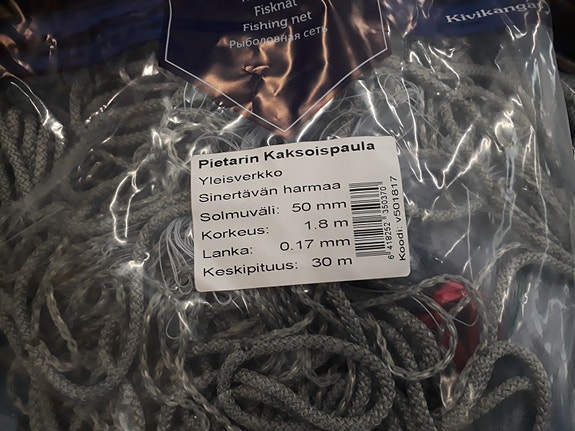 Fisknät
Fishing net
Рыболовная сеть
Kivikangas
Pietarin Kaksoispaula
Yleisverkko
Sinertävän harmaa
Solmuväli: 50 mm
Korkeus: 1.8 m
Lanka: 0.17 mm
Keskipituus: 30 m
6 418252 350370
Koodi: v501817